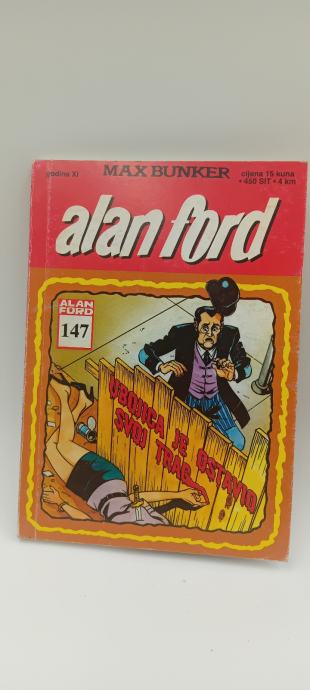 godina XI
MAX BUNKER
cijena 15 kuna
• 450 SIT • 4 km
alan ford
ALAN
FORD
147
UBOJICA JE OSTAVIO
SVOJ TRAG